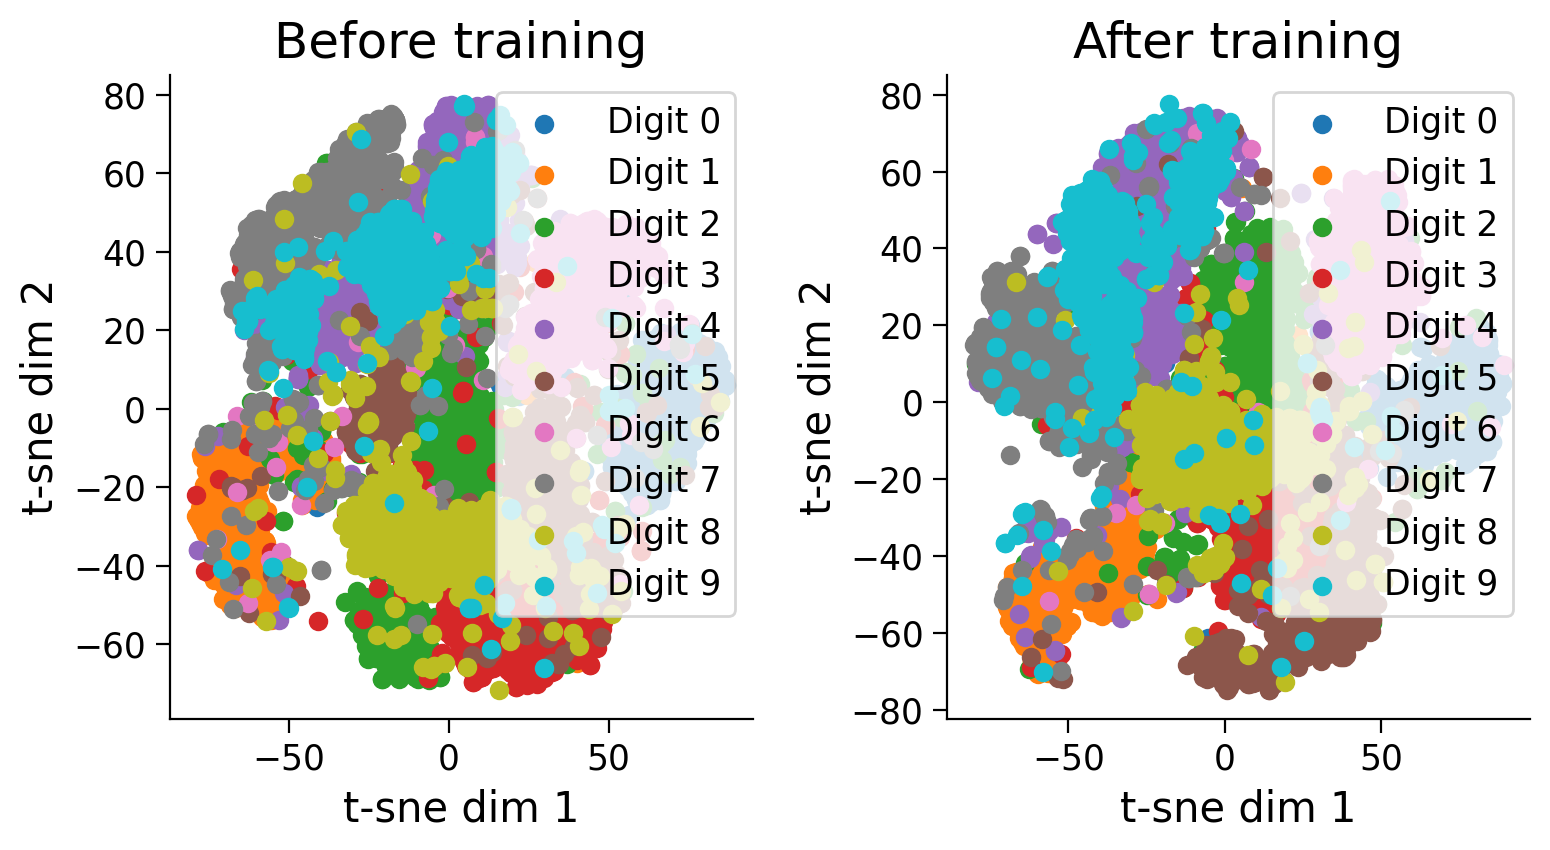 Before training
80
60
40
20
0
−20
−40
−60
−50
0
50
t-sne dim 2
t-sne dim 1
Digit 0
Digit 1
Digit 2
Digit 3
Digit 4
Digit 5
Digit 6
Digit 7
Digit 8
Digit 9
After training
80
60
40
20
0
−20
−40
−60
−80
−50
0
50
t-sne dim 2
t-sne dim 1
Digit 0
Digit 1
Digit 2
Digit 3
Digit 4
Digit 5
Digit 6
Digit 7
Digit 8
Digit 9